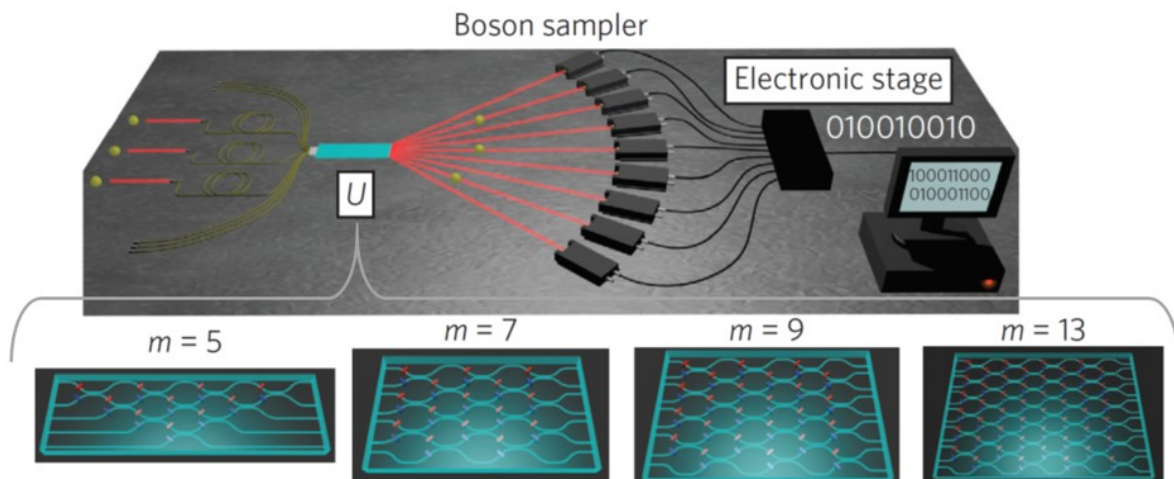 Boson sampler
Electronic stage
010010010
100011000
010001100
U
m = 5
m = 7
m = 9
m = 13